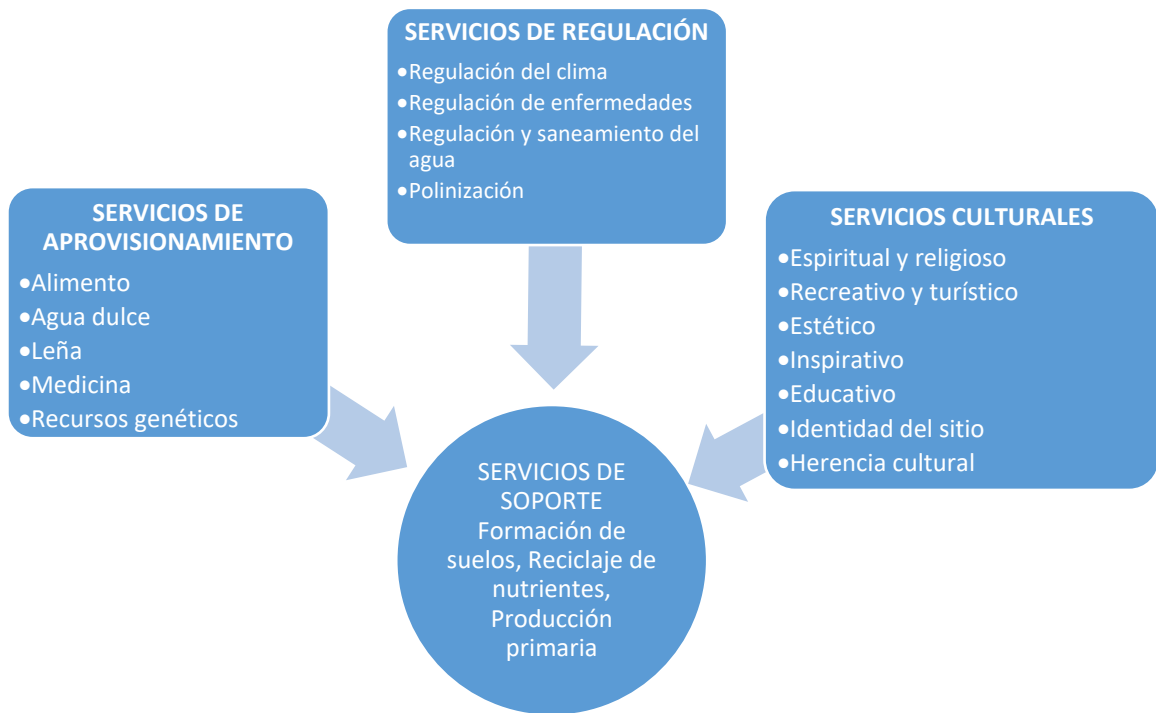 SERVICIOS DE REGULACIÓN
•Regulación del clima
•Regulación de enfermedades
•Regulación y saneamiento del
agua
•Polinización
SERVICIOS DE
APROVISIONAMIENTO
•Alimento
•Agua dulce
•Leña
•Medicina
•Recursos genéticos
SERVICIOS CULTURALES
•Espiritual y religioso
•Recreativo y turístico
•Estético
•Inspirativo
•Educativo
•Identidad del sitio
•Herencia cultural
SERVICIOS DE
SOPORTE
Formación de
suelos, Reciclaje de
nutrientes,
Producción
primaria